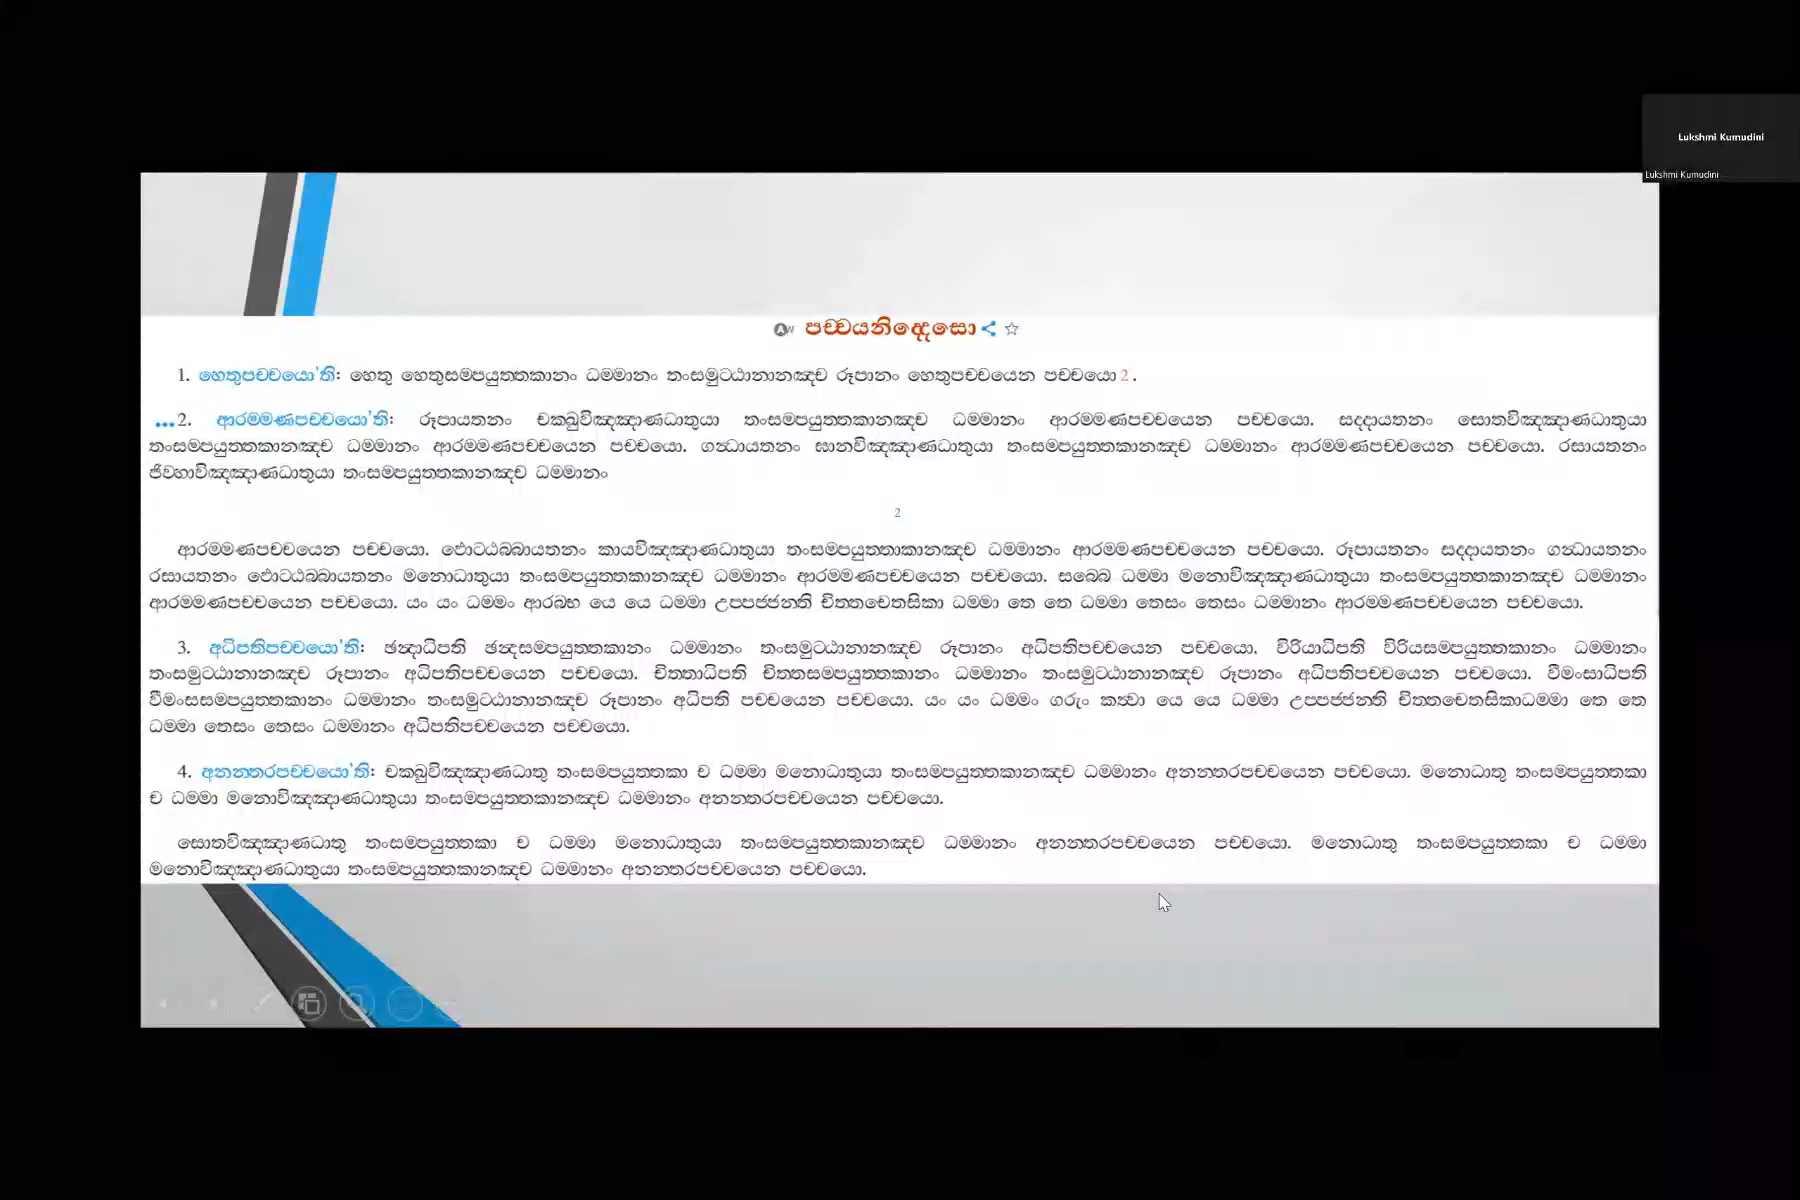 Lukshmi Kumudini
Lukshmi Kumudini
පච්චයනිද්දෙසො
1. හෙතුපච්චයො'ති: හෙතු හෙතුසම්පයුත්තකානං ධම්මානං තංසමුට්ඨානානඤ්ච රූපානං හෙතුපච්චයෙන පච්චයො 2.
...2. ආරම්මණපච්චයො'ති: රූපායතනං චක්ඛුවිඤ්ඤාණධාතුයා තංසම්පයුත්තකානඤ්ච ධම්මානං ආරම්මණපච්චයෙන පච්චයො. සද්දායතනං සොතවිඤ්ඤාණධාතුයා
තංසම්පයුත්තකානඤ්ච ධම්මානං ආරම්මණපච්චයෙන පච්චයො. ගන්ධායතනං ඝානවිඤ්ඤාණධාතුයා තංසම්පයුත්තකානඤ්ච ධම්මානං ආරම්මණපච්චයෙන පච්චයො. රසායතනං
ජිව්හාවිඤ්ඤාණධාතුයා තංසම්පයුත්තකානඤ්ච ධම්මානං
2
ආරම්මණපච්චයෙන පච්චයො. ඵොට්ඨබ්බායතනං කායවිඤ්ඤාණධාතුයා තංසම්පයුත්තාකානඤ්ච ධම්මානං ආරම්මණපච්චයෙන පච්චයො. රූපායතනං සද්දායතනං ගන්ධායතනං
රසායතනං ඵොට්ඨබ්බායතනං මනොධාතුයා තංසම්පයුත්තකානඤ්ච ධම්මානං ආරම්මණපච්චයෙන පච්චයො. සබ්බෙ ධම්මා මනොවිඤ්ඤාණධාතුයා තංසම්පයුත්තකානඤ්ච ධම්මානං
ආරම්මණපච්චයෙන පච්චයො. යං යං ධම්මං ආරබ්භ යෙ යෙ ධම්මා උප්පජ්ජන්ති චිත්තචෙතසිකා ධම්මා තෙ තෙ ධම්මා තෙසං තෙසං ධම්මානං ආරම්මණපච්චයෙන පච්චයො.
3. අධිපතිපච්චයො'ති: ඡන්දාධිපති ඡන්දසම්පයුත්තකානං ධම්මානං තංසමුට්ඨානානඤ්ච රූපානං අධිපතිපච්චයෙන පච්චයො. විරියාධිපති විරියසම්පයුත්තකානං ධම්මානං
තංසමුට්ඨානානඤ්ච රූපානං අධිපතිපච්චයෙන පච්චයො. චිත්තාධිපති චිත්තසම්පයුත්තකානං ධම්මානං තංසමුට්ඨානානඤ්ච රූපානං අධිපතිපච්චයෙන පච්චයො. වීමංසාධිපති
වීමංසසම්පයුත්තකානං ධම්මානං තංසමුට්ඨානානඤ්ච රූපානං අධිපති පච්චයෙන පච්චයො. යං යං ධම්මං ගරුං කත්වා යෙ යෙ ධම්මා උප්පජ්ජන්ති චිත්තචෙතසිකාධම්මා තෙ තෙ
ධම්මා තෙසං තෙසං ධම්මානං අධිපතිපච්චයෙන පච්චයො.
4. අනන්තරපච්චයො'ති: චක්ඛුවිඤ්ඤාණධාතු තංසම්පයුත්තකා ච ධම්මා මනොධාතුයා තංසම්පයුත්තකානඤ්ච ධම්මානං අනන්තරපච්චයෙන පච්චයො. මනොධාතු තංසම්පයුත්තකා
ච ධම්මා මනොවිඤ්ඤාණධාතුයා තංසම්පයුත්තකානඤ්ච ධම්මානං අනන්තරපච්චයෙන පච්චයො.
සොතවිඤ්ඤාණධාතු තංසම්පයුත්තකා ච ධම්මා මනොධාතුයා තංසම්පයුත්තකානඤ්ච ධම්මානං අනන්තරපච්චයෙන පච්චයො. මනොධාතු තංසම්පයුත්තකා ච ධම්මා
මනොවිඤ්ඤාණධාතුයා තංසම්පයුත්තකානඤ්ච ධම්මානං අනන්තරපච්චයෙන පච්චයො.